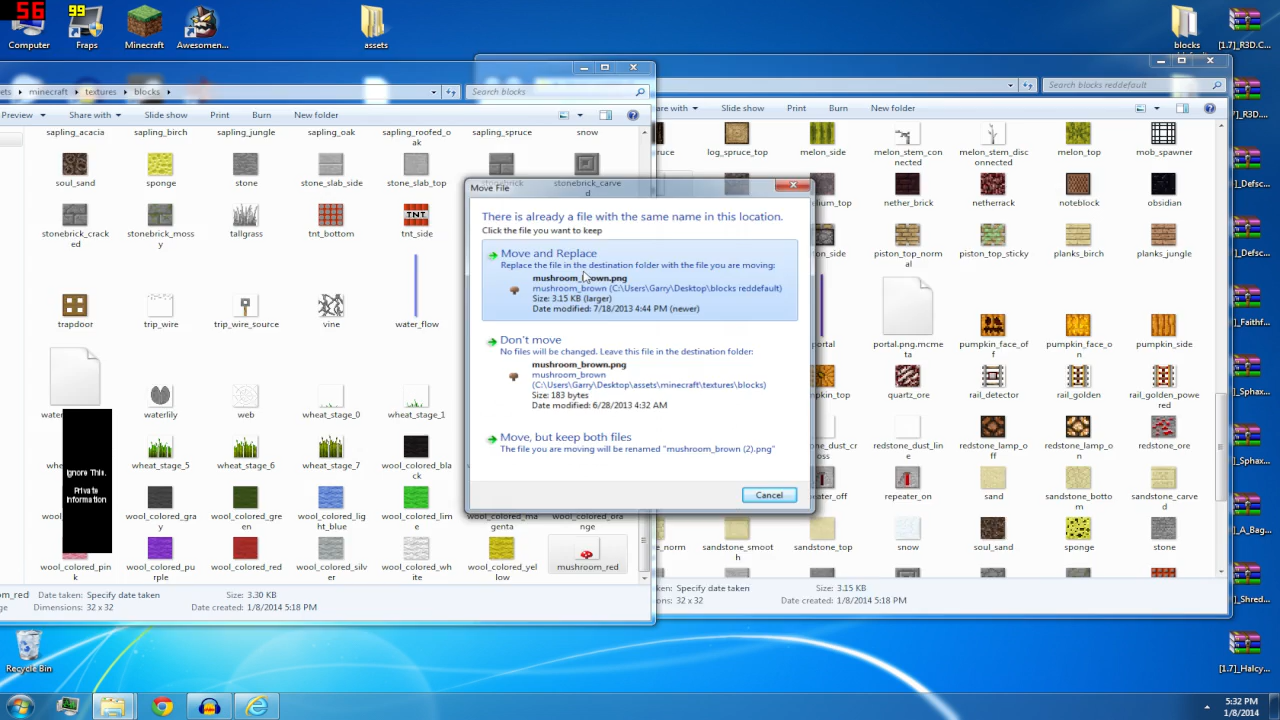 56
99
Computer
Fraps
Minecraft
Awesomen...
assets
blocks
[1.7]_R3D.C...
minecraft
textures
blocks
Search blocks
Search blocks reddefault
Preview
Share with
Slide show
Print
Burn
New folder
Slide show
Print
Burn
New folder
sapling_acacia
sapling_birch
sapling_jungle
sapling_oak
sapling_roofed_oak
sapling_spruce
snow
soul_sand
sponge
stone
stone_slab_side
stone_slab_top
stonebrick
stonebrick_carved
stonebrick_cracked
stonebrick_mossy
tallgrass
tnt_bottom
TNT
tnt_side
trapdoor
trip_wire
trip_wire_source
vine
water_flow
waterlily
web
wheat_stage_0
wheat_stage_1
wheat_stage_5
wheat_stage_6
wheat_stage_7
wool_colored_black
Ignore This.
Private
Information
wool_colored_gray
wool_colored_green
wool_colored_light_blue
wool_colored_lime
wool_colored_magenta
wool_colored_orange
wool_colored_pink
wool_colored_purple
wool_colored_red
wool_colored_silver
wool_colored_white
wool_colored_yellow
mushroom_red
Date taken: Specify date taken
Size: 3.30 KB
Dimensions: 32 x 32
Date created: 1/8/2014 5:18 PM
Move File
There is already a file with the same name in this location.
Click the file you want to keep
Move and Replace
Replace the file in the destination folder with the file you are moving:
mushroom_brown.png
mushroom_brown (C:\Users\Garry\Desktop\blocks reddefault)
Size: 3.15 KB (larger)
Date modified: 7/18/2013 4:44 PM (newer)
Don't move
No files will be changed. Leave this file in the destination folder:
mushroom_brown.png
mushroom_brown
(C:\Users\Garry\Desktop\assets\minecraft\textures\blocks)
Size: 183 bytes
Date modified: 6/28/2013 4:32 AM
Move, but keep both files
The file you are moving will be renamed "mushroom_brown (2).png"
Cancel
log_spruce_top
melon_side
melon_stem_connected
melon_stem_disconnected
melon_top
mob_spawner
nether_brick
netherrack
noteblock
obsidian
piston_side
piston_top_normal
piston_top_sticky
planks_birch
planks_jungle
portal
portal.png.mcmeta
pumpkin_face_off
pumpkin_face_on
pumpkin_side
quartz_ore
rail_detector
rail_golden
rail_golden_powered
redstone_dust_line
redstone_lamp_off
redstone_lamp_on
redstone_ore
repeater_on
sand
sandstone_bottom
sandstone_carved
sandstone_smooth
sandstone_top
snow
soul_sand
sponge
stone
Specify date taken
Size: 3.15 KB
32 x 32
Date created: 1/8/2014 5:18 PM
Recycle Bin
5:32 PM
1/8/2014